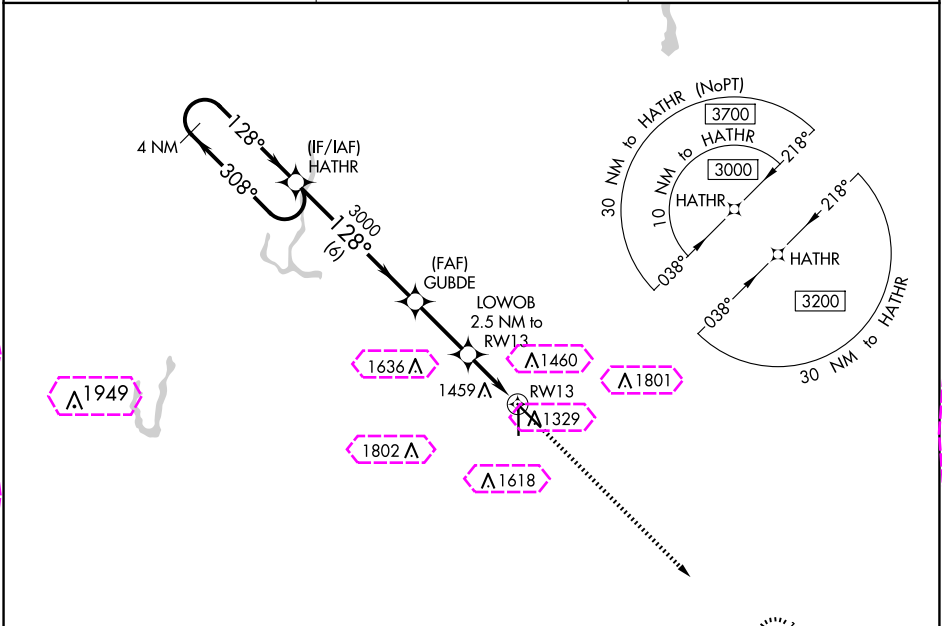 30 NM to HATHR (NoPT)
3700
10 NM to HATHR
3000
218°
HATHR
038°
218°
HATHR
3200
038°
30 NM to HATHR
128°
4 NM
308°
(IF/IAF)
HATHR
3000
128°
(6)
(FAF)
GUBDE
LOWOB
2.5 NM to
RW13
1636
1460
1459
RW13
1801
1949
1329
1802
1618